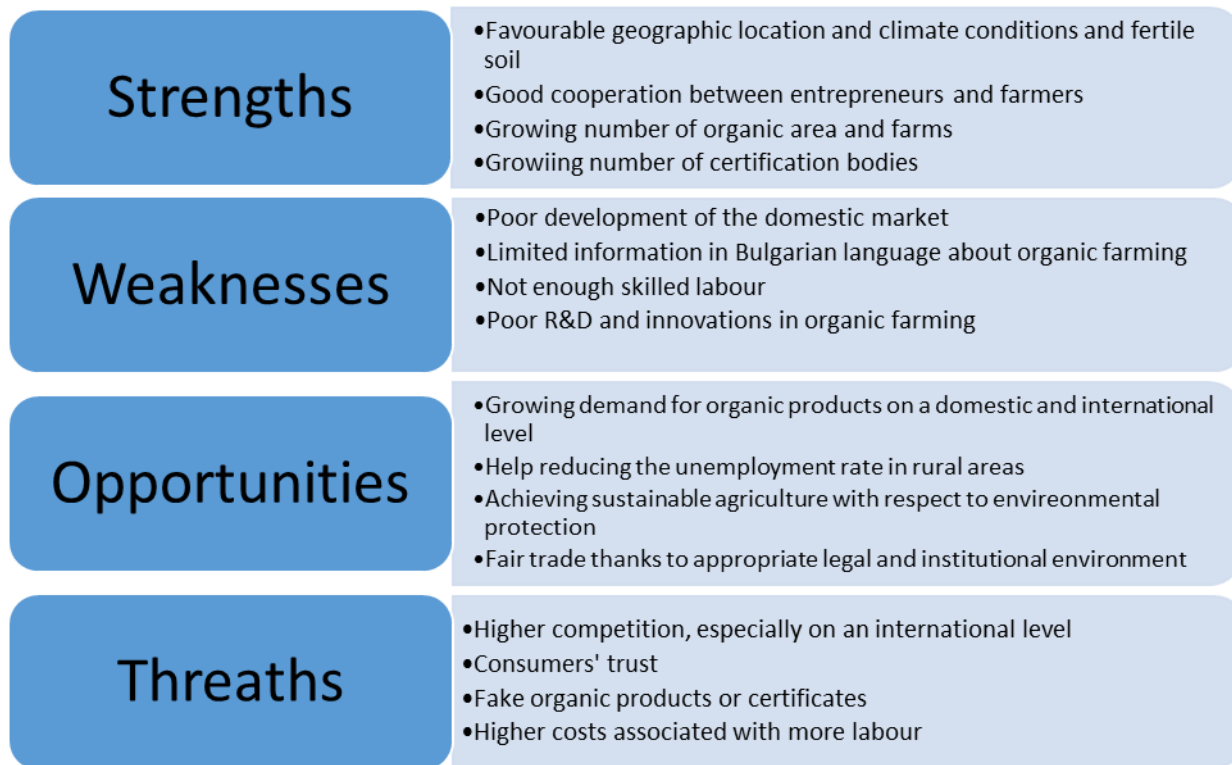 Strengths
•Favourable geographic location and climate conditions and fertile
soil
•Good cooperation between entrepreneurs and farmers
•Growing number of organic area and farms
•Growiing number of certification bodies
Weaknesses
•Poor development of the domestic market
•Limited information in Bulgarian language about organic farming
•Not enough skilled labour
•Poor R&D and innovations in organic farming
Opportunities
•Growing demand for organic products on a domestic and international
level
•Help reducing the unemployment rate in rural areas
•Achieving sustainable agriculture with respect to envireonmental
protection
•Fair trade thanks to appropriate legal and institutional environment
Threaths
•Higher competition, especially on an international level
•Consumers' trust
•Fake organic products or certificates
•Higher costs associated with more labour